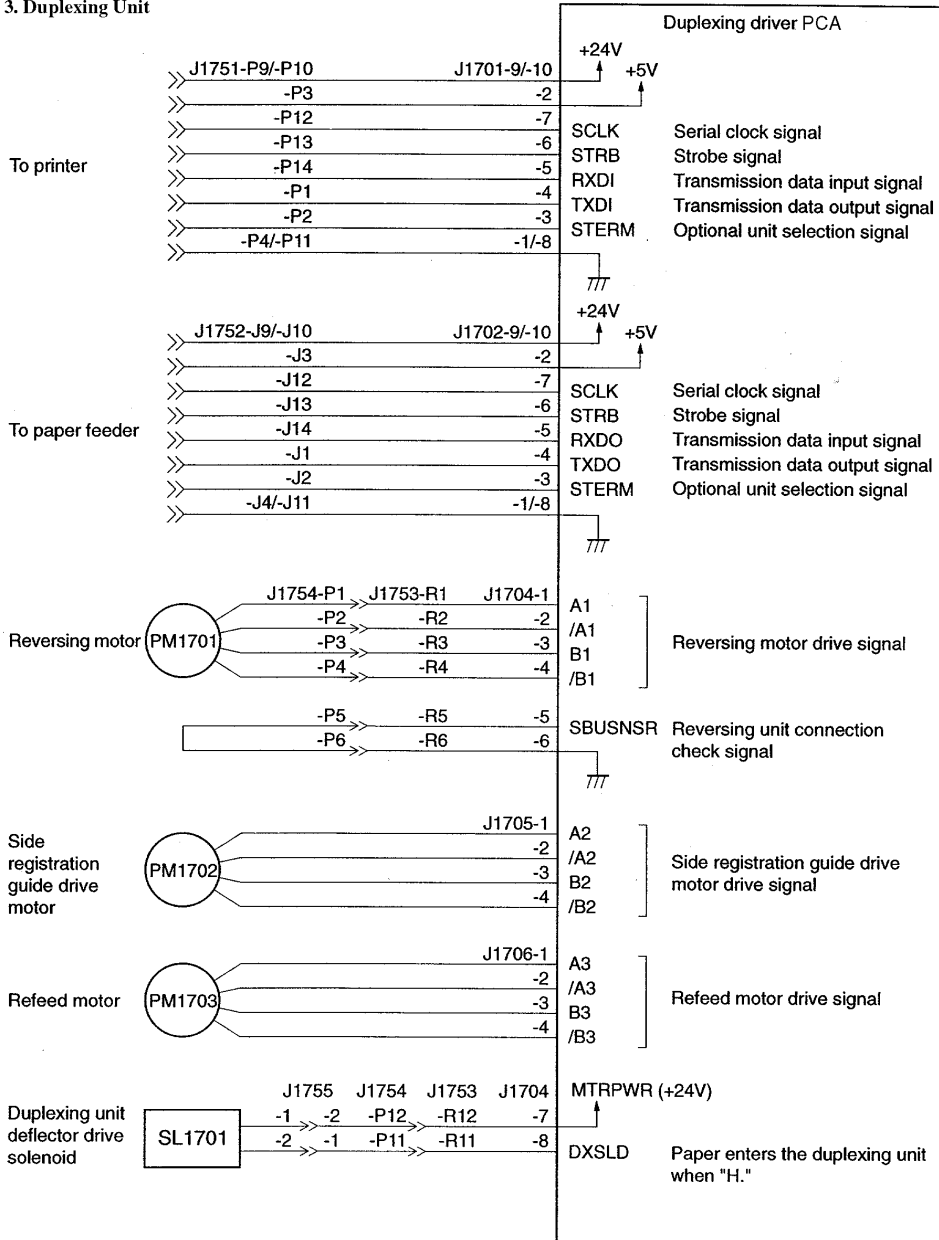 3. Duplexing Unit
Duplexing driver PCA
+24V
J1751-P9/-P10 J1701-9/-10 +5V
-P3 -2
-P12 -7 SCLK Serial clock signal
-P13 -6 STRB Strobe signal
To printer -P14 -5 RXDI Transmission data input signal
-P1 -4 TXDI Transmission data output signal
-P2 -3 STERM Optional unit selection signal
-P4/-P11 -1/-8
+24V
J1752-J9/-J10 J1702-9/-10 +5V
-J3 -2
-J12 -7 SCLK Serial clock signal
-J13 -6 STRB Strobe signal
To paper feeder -J14 -5 RXDO Transmission data input signal
-J1 -4 TXDO Transmission data output signal
-J2 -3 STERM Optional unit selection signal
-J4/-J11 -1/-8
J1754-P1 J1753-R1 J1704-1 A1
-P2 -R2 -2 /A1
Reversing motor PM1701 -P3 -R3 -3 B1 Reversing motor drive signal
-P4 -R4 -4 /B1
-P5 -R5 -5 SBUSNSR Reversing unit connection
-P6 -R6 -6 check signal
J1705-1 A2
Side -2 /A2
registration PM1702 -3 B2 Side registration guide drive
guide drive -4 /B2 motor drive signal
motor
J1706-1 A3
-2 /A3
Refeed motor PM1703 -3 B3 Refeed motor drive signal
-4 /B3
J1755 J1754 J1753 J1704 MTRPWR (+24V)
Duplexing unit -1 -2 -P12 -R12 -7
deflector drive SL1701 -2 -1 -P11 -R11 -8 DXSLD Paper enters the duplexing unit
solenoid when "H."